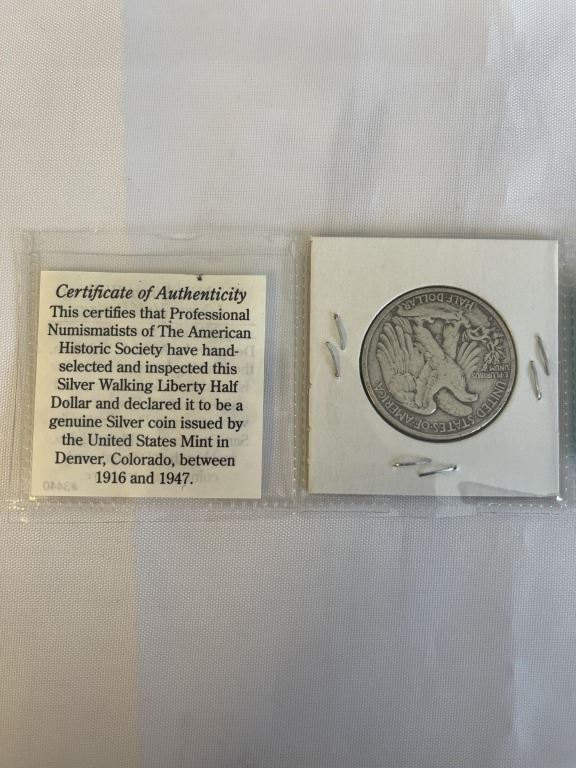 Certificate of Authenticity
This certifies that Professional
Numismatists of The American
Historic Society have hand-
selected and inspected this
Silver Walking Liberty Half
Dollar and declared it to be a
genuine Silver coin issued by
the United States Mint in
Denver, Colorado, between
1916 and 1947.
#3440
UNITED STATES OF AMERICA
E PLURIBUS
UNUM
HALF DOLLAR